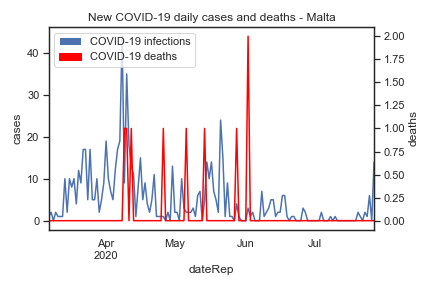 New COVID-19 daily cases and deaths - Malta
COVID-19 infections
COVID-19 deaths
cases
40
30
20
10
0
2.00
1.75
1.50
1.25
1.00
0.75
0.50
0.25
0.00
deaths
Apr May Jun Jul
2020
dateRep